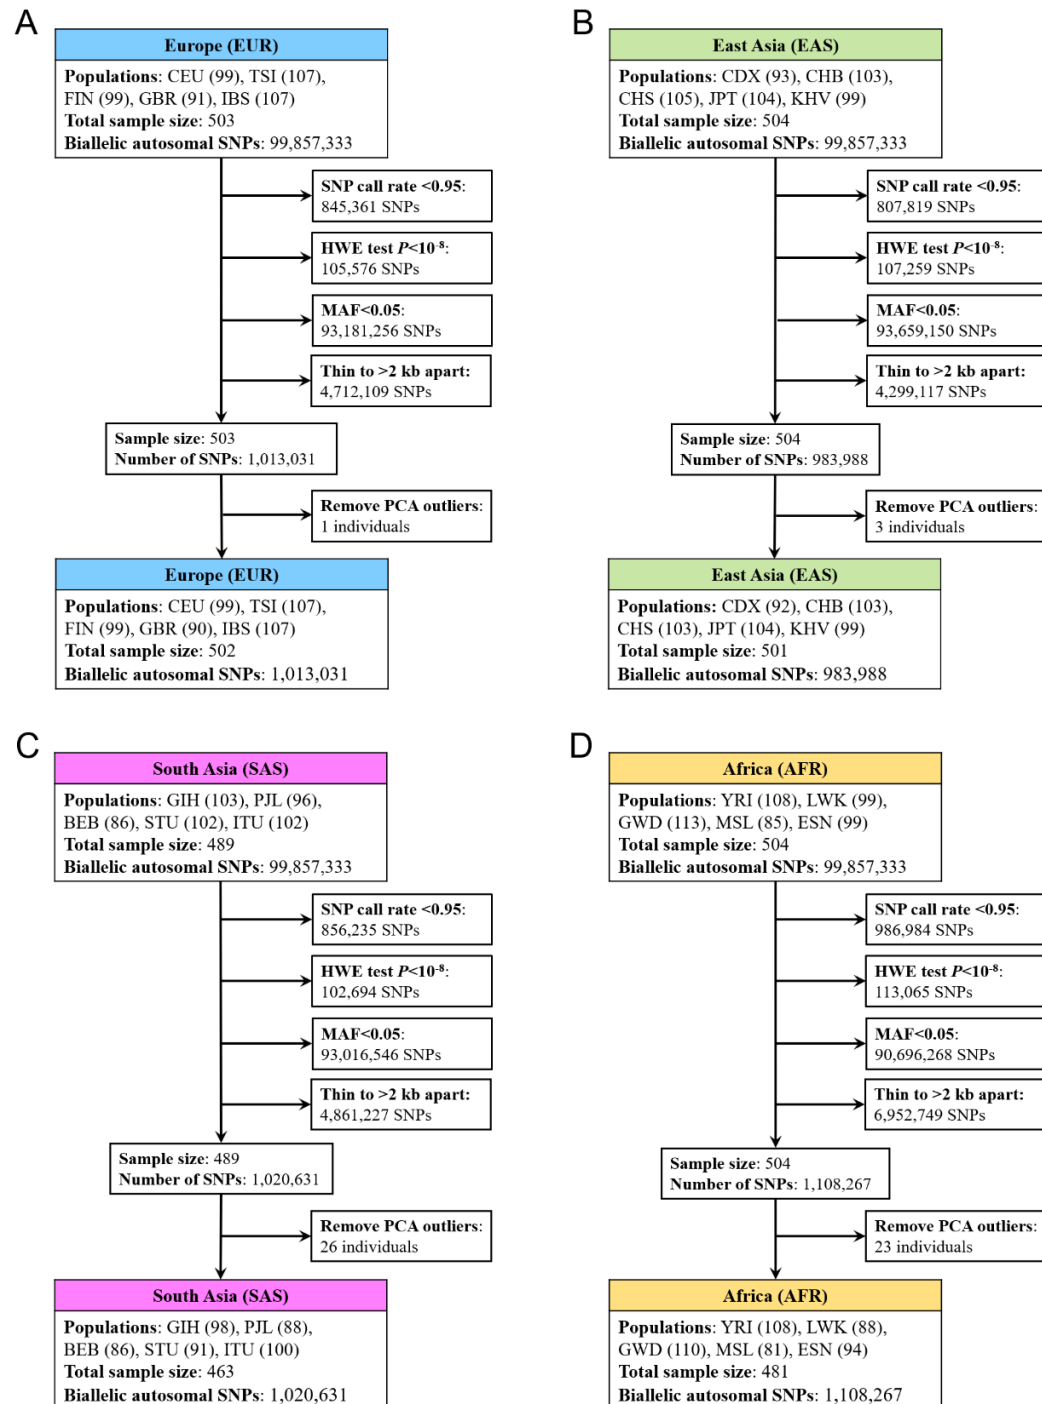 A
Europe (EUR)
Populations: CEU (99), TSI (107),
FIN (99), GBR (91), IBS (107)
Total sample size: 503
Biallelic autosomal SNPs: 99,857,333
SNP call rate <0.95:
845,361 SNPs
HWE test P<10⁻⁸:
105,576 SNPs
MAF<0.05:
93,181,256 SNPs
Thin to >2 kb apart:
4,712,109 SNPs
Sample size: 503
Number of SNPs: 1,013,031
Remove PCA outliers:
1 individuals
Europe (EUR)
Populations: CEU (99), TSI (107),
FIN (99), GBR (90), IBS (107)
Total sample size: 502
Biallelic autosomal SNPs: 1,013,031
B
East Asia (EAS)
Populations: CDX (93), CHB (103),
CHS (105), JPT (104), KHV (99)
Total sample size: 504
Biallelic autosomal SNPs: 99,857,333
SNP call rate <0.95:
807,819 SNPs
HWE test P<10⁻⁸:
107,259 SNPs
MAF<0.05:
93,659,150 SNPs
Thin to >2 kb apart:
4,299,117 SNPs
Sample size: 504
Number of SNPs: 983,988
Remove PCA outliers:
3 individuals
East Asia (EAS)
Populations: CDX (92), CHB (103),
CHS (103), JPT (104), KHV (99)
Total sample size: 501
Biallelic autosomal SNPs: 983,988
C
South Asia (SAS)
Populations: GIH (103), PJL (96),
BEB (86), STU (102), ITU (102)
Total sample size: 489
Biallelic autosomal SNPs: 99,857,333
SNP call rate <0.95:
856,235 SNPs
HWE test P<10⁻⁸:
102,694 SNPs
MAF<0.05:
93,016,546 SNPs
Thin to >2 kb apart:
4,861,227 SNPs
Sample size: 489
Number of SNPs: 1,020,631
Remove PCA outliers:
26 individuals
South Asia (SAS)
Populations: GIH (98), PJL (88),
BEB (86), STU (91), ITU (100)
Total sample size: 463
Biallelic autosomal SNPs: 1,020,631
D
Africa (AFR)
Populations: YRI (108), LWK (99),
GWD (113), MSL (85), ESN (99)
Total sample size: 504
Biallelic autosomal SNPs: 99,857,333
SNP call rate <0.95:
986,984 SNPs
HWE test P<10⁻⁸:
113,065 SNPs
MAF<0.05:
90,696,268 SNPs
Thin to >2 kb apart:
6,952,749 SNPs
Sample size: 504
Number of SNPs: 1,108,267
Remove PCA outliers:
23 individuals
Africa (AFR)
Populations: YRI (108), LWK (88),
GWD (110), MSL (81), ESN (94)
Total sample size: 481
Biallelic autosomal SNPs: 1,108,267